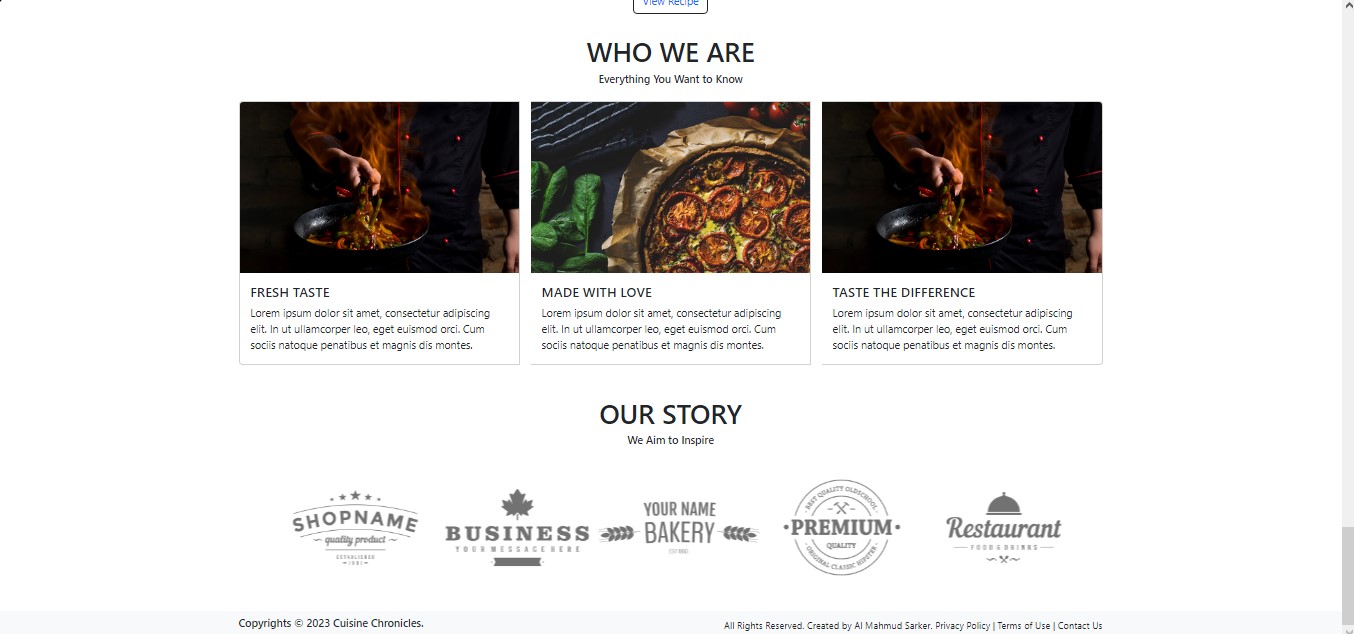 View Recipe
WHO WE ARE
Everything You Want to Know
FRESH TASTE
Lorem ipsum dolor sit amet, consectetur adipiscing
elit. In ut ullamcorper leo, eget euismod orci. Cum
sociis natoque penatibus et magnis dis montes.
MADE WITH LOVE
Lorem ipsum dolor sit amet, consectetur adipiscing
elit. In ut ullamcorper leo, eget euismod orci. Cum
sociis natoque penatibus et magnis dis montes.
TASTE THE DIFFERENCE
Lorem ipsum dolor sit amet, consectetur adipiscing
elit. In ut ullamcorper leo, eget euismod orci. Cum
sociis natoque penatibus et magnis dis montes.
OUR STORY
We Aim to Inspire
SHOPNAME
quality product
ESTABLISHED
BUSINESS
YOUR MESSAGE HERE
YOUR NAME
BAKERY
BEST QUALITY OLDSCHOOL
PREMIUM
QUALITY
ORIGINAL CLASSIC HIPSTER
Restaurant
FOOD & DRINKS
Copyrights © 2023 Cuisine Chronicles.
All Rights Reserved. Created by Al Mahmud Sarker. Privacy Policy | Terms of Use | Contact Us